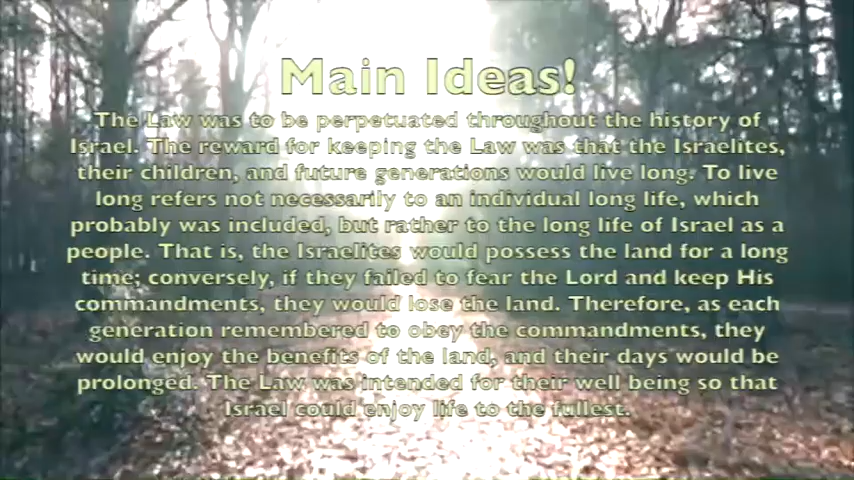 Main Ideas!
The Law was to be perpetuated throughout the history of
Israel. The reward for keeping the Law was that the Israelites,
their children, and future generations would live long. To live
long refers not necessarily to an individual long life, which
probably was included, but rather to the long life of Israel as a
people. That is, the Israelites would possess the land for a long
time; conversely, if they failed to fear the Lord and keep His
commandments, they would lose the land. Therefore, as each
generation remembered to obey the commandments, they
would enjoy the benefits of the land, and their days would be
prolonged. The Law was intended for their well being so that
Israel could enjoy life to the fullest.